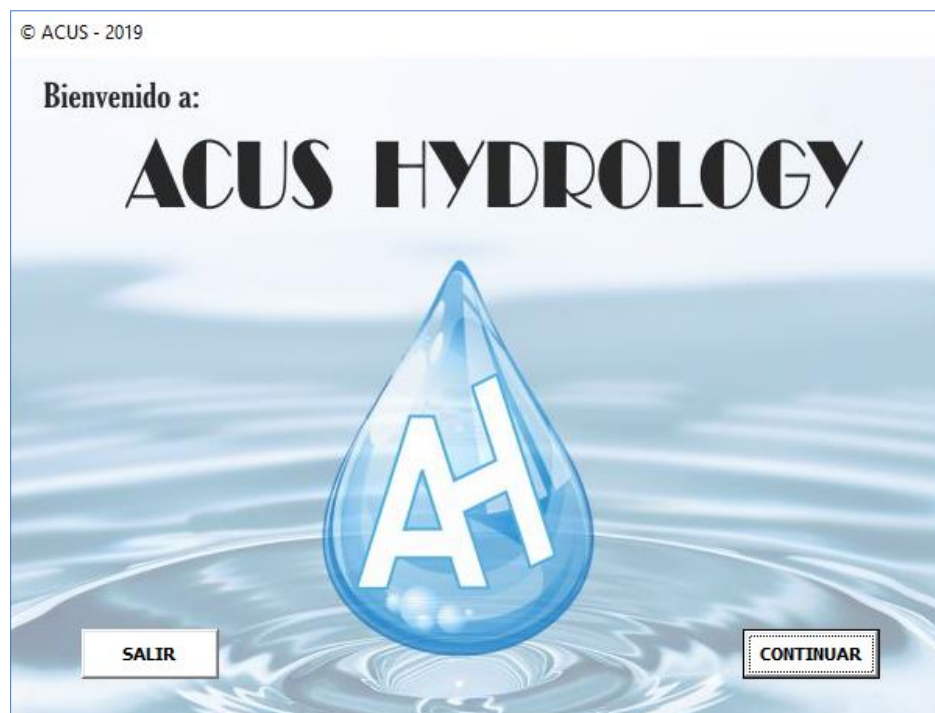 © ACUS - 2019
Bienvenido a:
ACUS HYDROLOGY
AH
SALIR
CONTINUAR